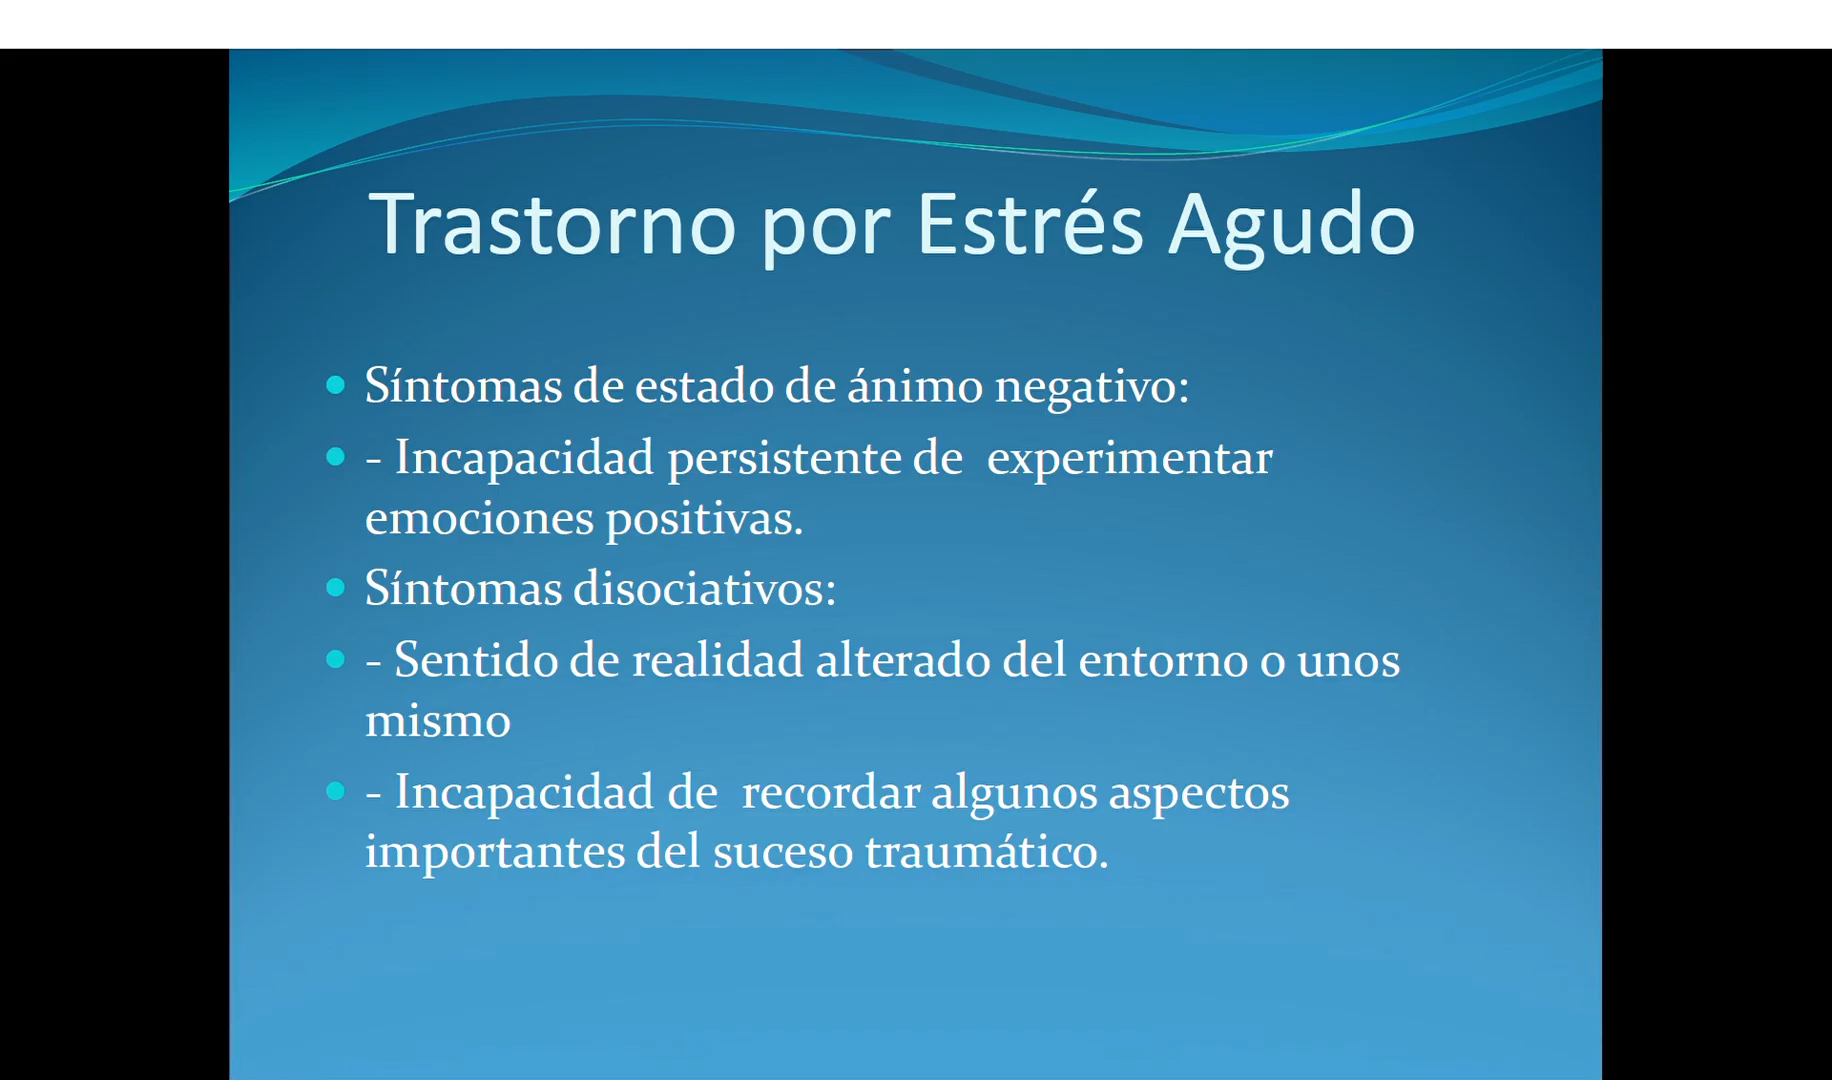 Trastorno por Estrés Agudo
Síntomas de estado de ánimo negativo:
- Incapacidad persistente de experimentar
emociones positivas.
Síntomas disociativos:
- Sentido de realidad alterado del entorno o unos
mismo
- Incapacidad de recordar algunos aspectos
importantes del suceso traumático.